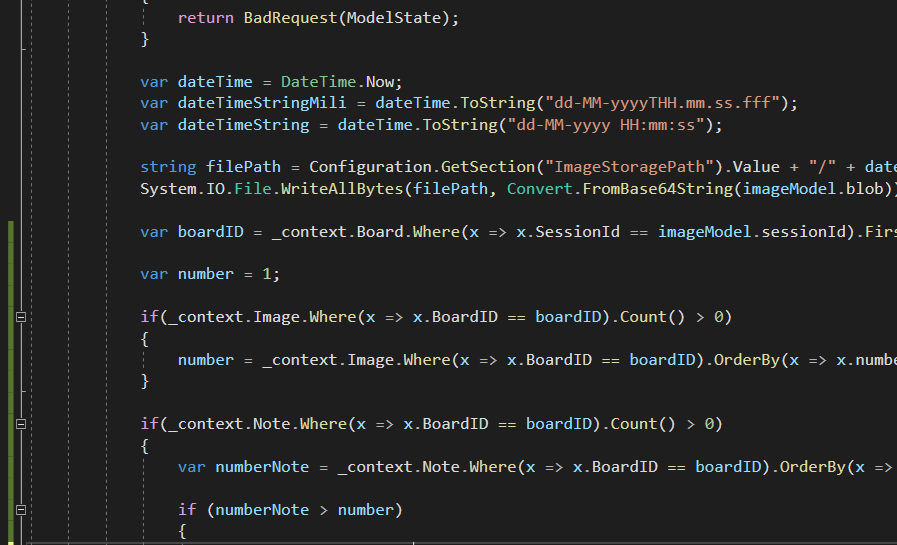 {
return BadRequest(ModelState);
}
var dateTime = DateTime.Now;
var dateTimeStringMili = dateTime.ToString("dd-MM-yyyyTHH.mm.ss.fff");
var dateTimeString = dateTime.ToString("dd-MM-yyyy HH:mm:ss");
string filePath = Configuration.GetSection("ImageStoragePath").Value + "/" + date
System.IO.File.WriteAllBytes(filePath, Convert.FromBase64String(imageModel.blob))
var boardID = _context.Board.Where(x => x.SessionId == imageModel.sessionId).Firs
var number = 1;
if(_context.Image.Where(x => x.BoardID == boardID).Count() > 0)
{
number = _context.Image.Where(x => x.BoardID == boardID).OrderBy(x => x.numbe
}
if(_context.Note.Where(x => x.BoardID == boardID).Count() > 0)
{
var numberNote = _context.Note.Where(x => x.BoardID == boardID).OrderBy(x =>
if (numberNote > number)
{